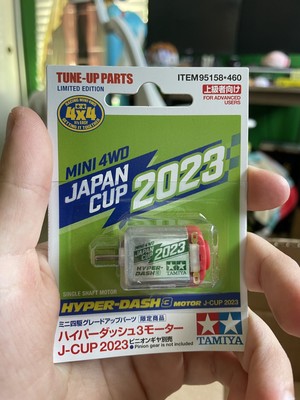 TUNE-UP PARTS
LIMITED EDITION
ITEM 95158・460
上級者向け
FOR ADVANCED
USERS
4x4
MINI 4WD
JAPAN
CUP 2023
2023
HYPER-DASH
J-CUP
TAMIYA
SINGLE SHAFT MOTOR
HYPER-DASH 3 MOTOR J-CUP 2023
ミニ四駆グレードアップパーツ 限定商品
ハイパーダッシュ3モーター
J-CUP 2023 ピニオンギヤ別売
Pinion gear is not included
TAMIYA